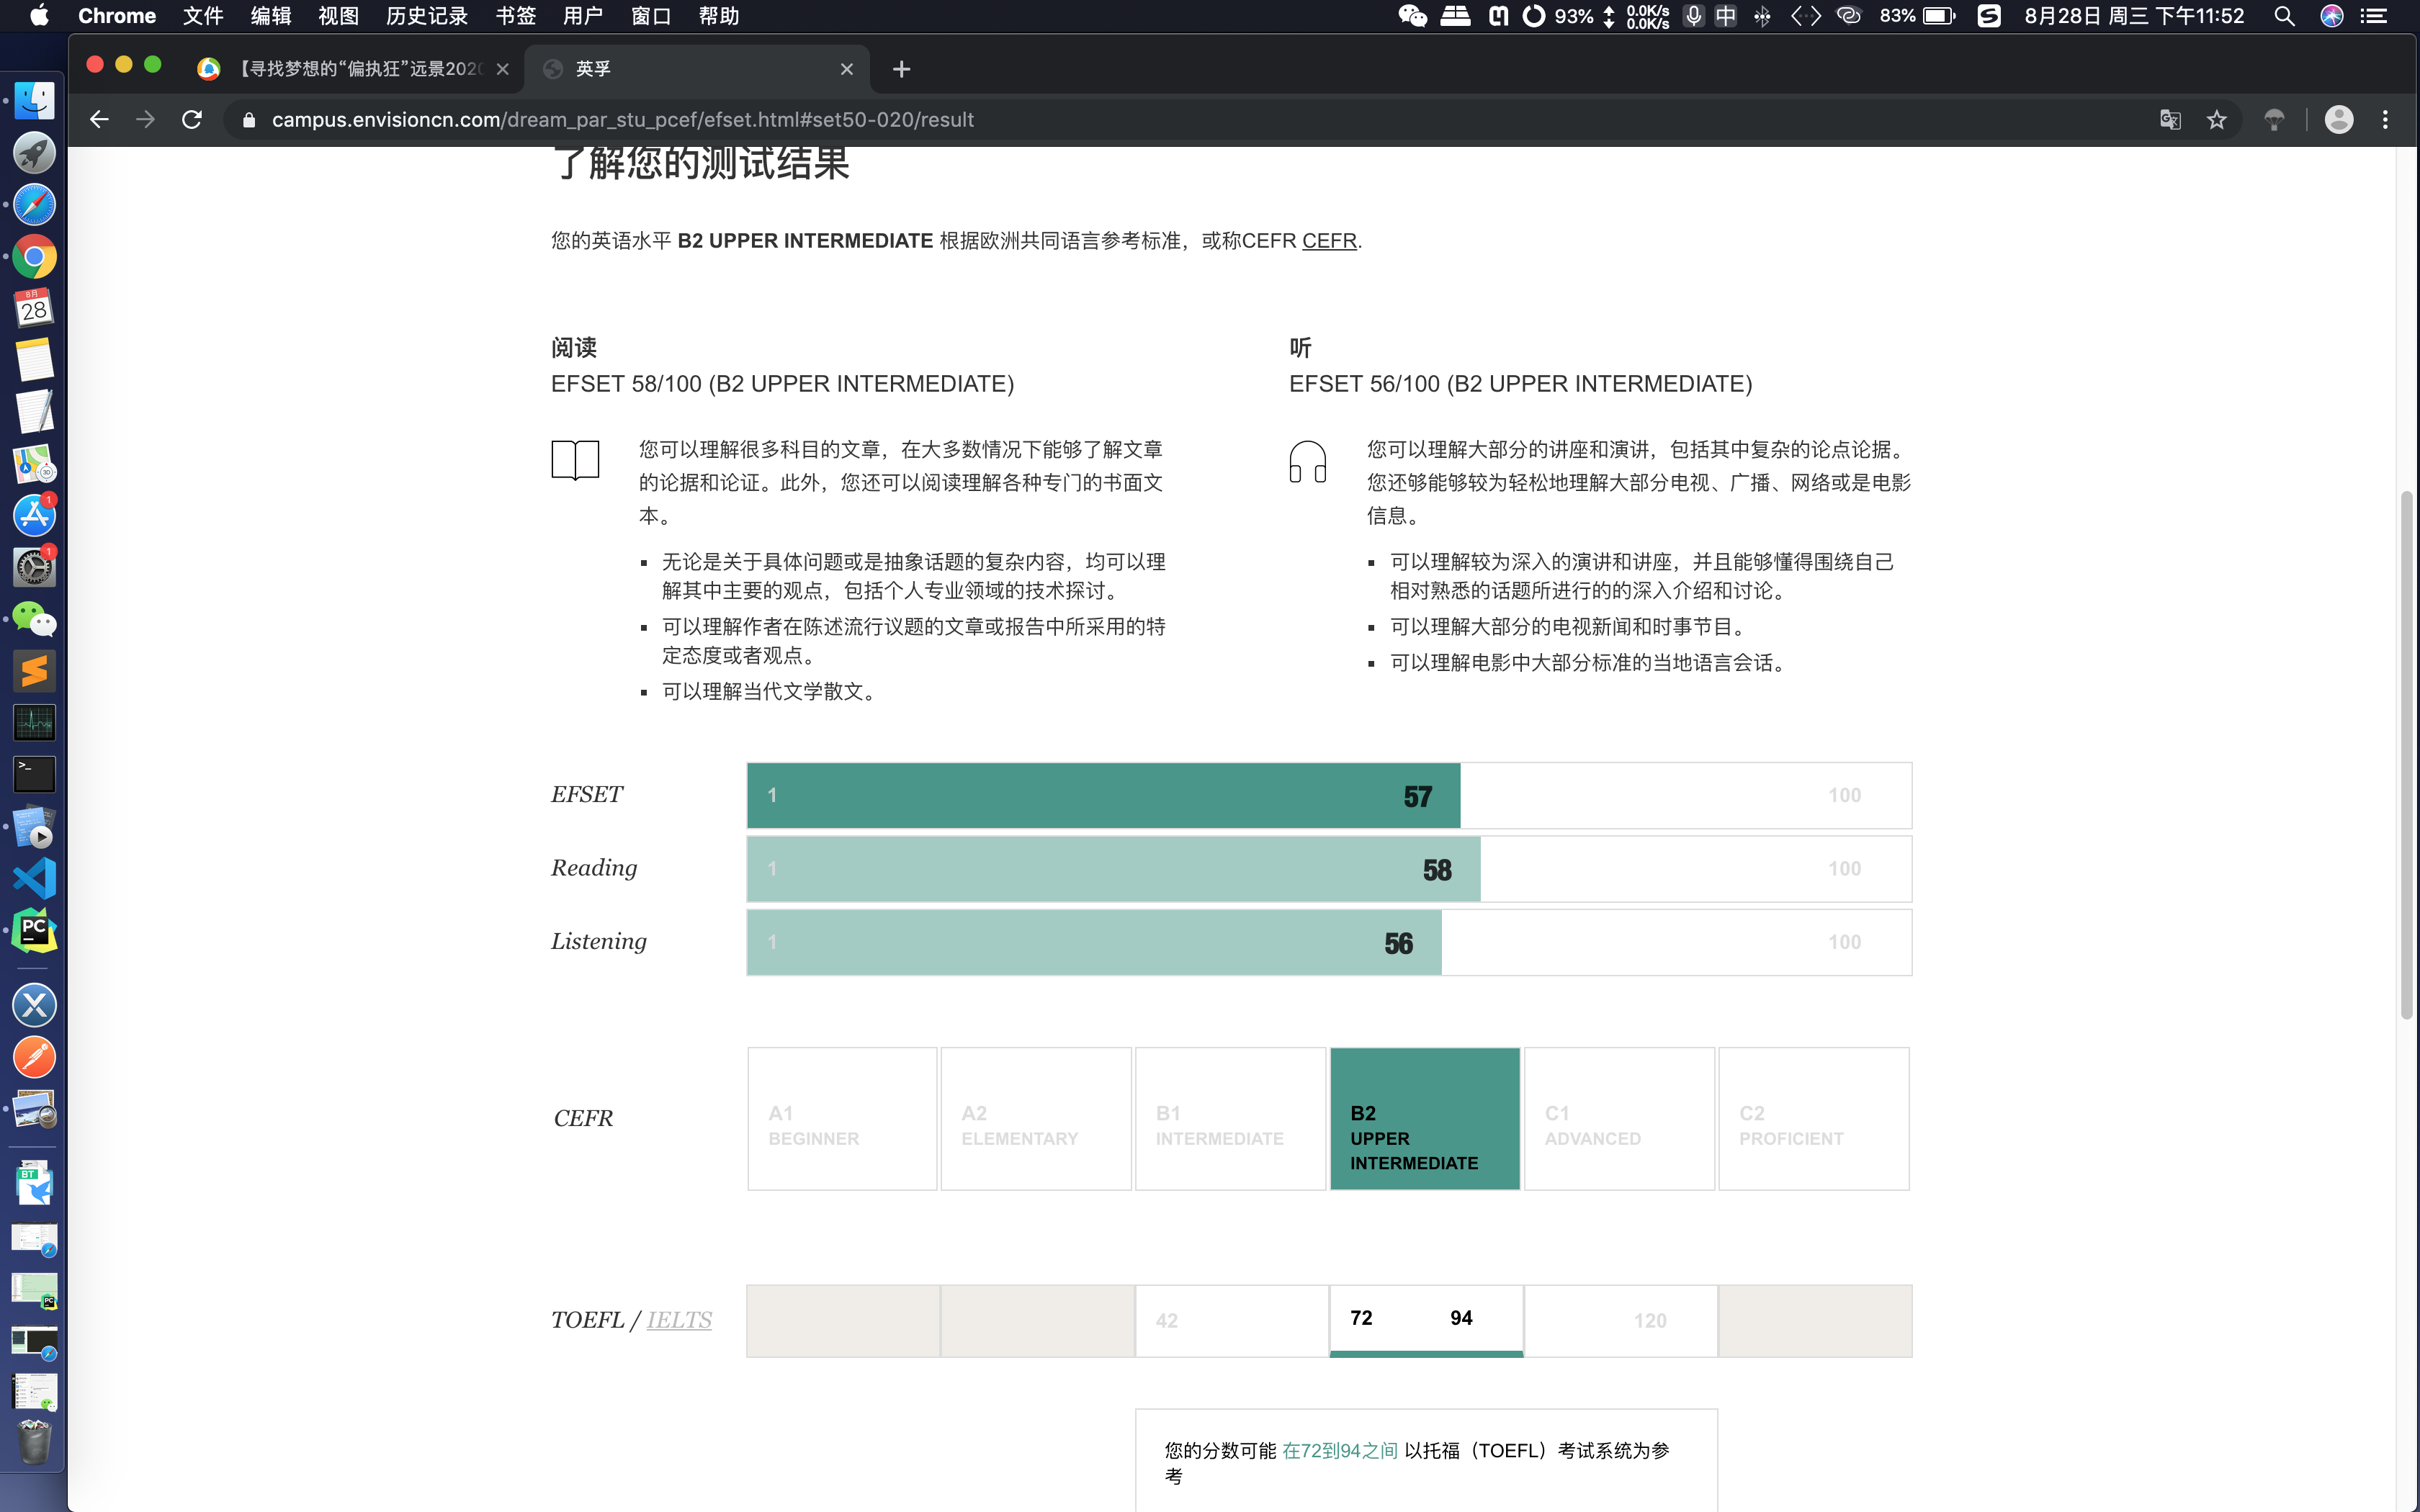 Chrome 文件 编辑 视图 历史记录 书签 用户 窗口 帮助 93% 0.0K/s 0.0K/s 中 83% 8月28日 周三 下午11:52
【寻找梦想的“偏执狂”远景202
英孚
campus.envisioncn.com/dream_par_stu_pcef/efset.html#set50-020/result
了解您的测试结果
您的英语水平 B2 UPPER INTERMEDIATE 根据欧洲共同语言参考标准，或称CEFR CEFR.
阅读
EFSET 58/100 (B2 UPPER INTERMEDIATE)
您可以理解很多科目的文章，在大多数情况下能够了解文章
的论据和论证。此外，您还可以阅读理解各种专门的书面文
本。
▪ 无论是关于具体问题或是抽象话题的复杂内容，均可以理
解其中主要的观点，包括个人专业领域的技术探讨。
▪ 可以理解作者在陈述流行议题的文章或报告中所采用的特
定态度或者观点。
▪ 可以理解当代文学散文。
听
EFSET 56/100 (B2 UPPER INTERMEDIATE)
您可以理解大部分的讲座和演讲，包括其中复杂的论点论据。
您还够能够较为轻松地理解大部分电视、广播、网络或是电影
信息。
▪ 可以理解较为深入的演讲和讲座，并且能够懂得围绕自己
相对熟悉的话题所进行的的深入介绍和讨论。
▪ 可以理解大部分的电视新闻和时事节目。
▪ 可以理解电影中大部分标准的当地语言会话。
EFSET 1 57 100
Reading 1 58 100
Listening 1 56 100
CEFR
A1
BEGINNER
A2
ELEMENTARY
B1
INTERMEDIATE
B2
UPPER
INTERMEDIATE
C1
ADVANCED
C2
PROFICIENT
TOEFL / IELTS 42 72 94 120
您的分数可能 在72到94之间 以托福（TOEFL）考试系统为参
考
8月
28
3D
1
1
PC
BT
PC